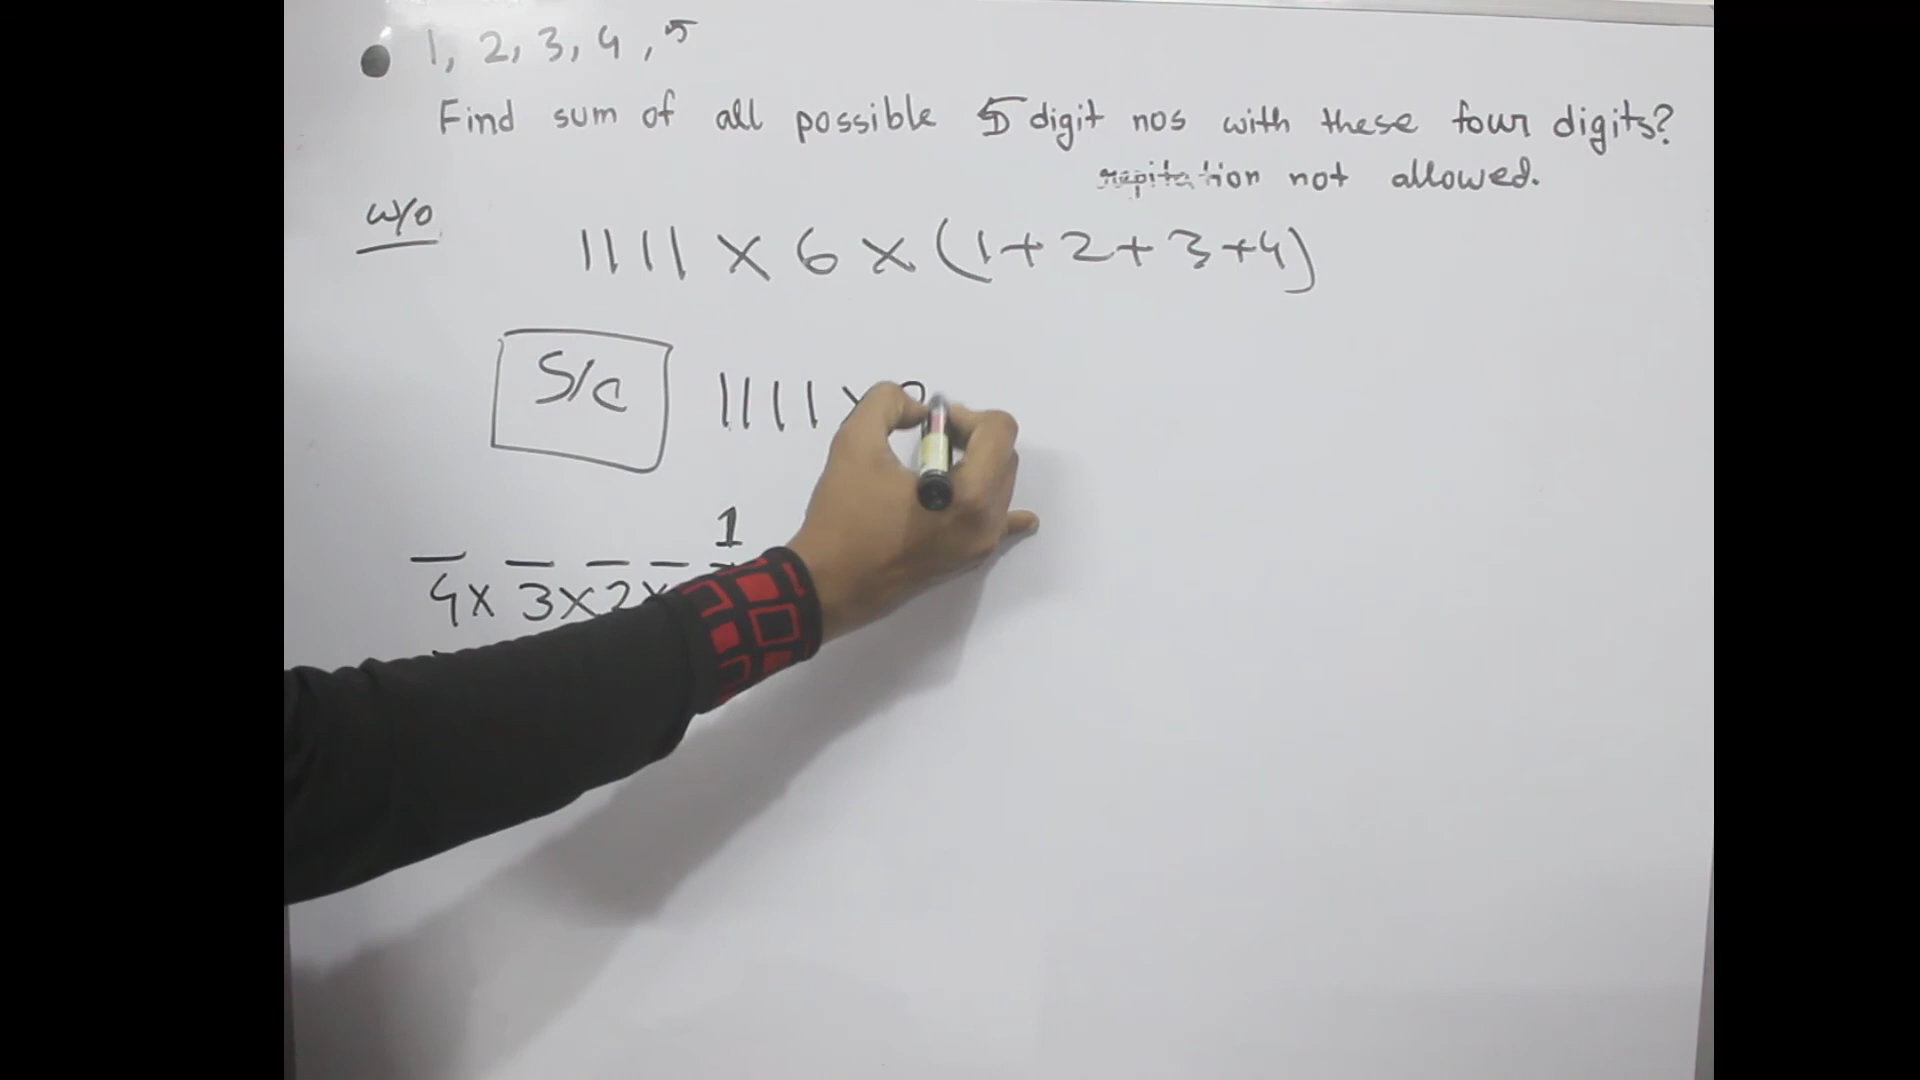 1, 2, 3, 4, 5
Find sum of all possible 5 digit nos with these four digits?
repitation not allowed.
w/o
1111 × 6 × (1+2+3+4)
S/C 1111 ×
1
4× 3×2×